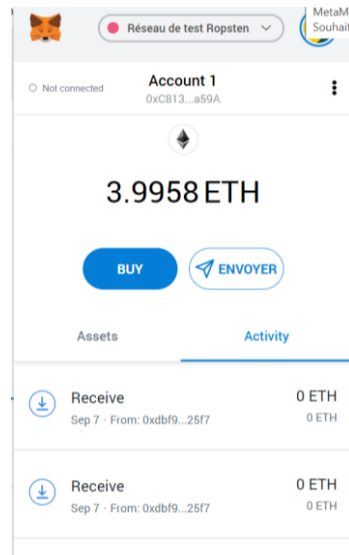 MetaM
Souhait
Réseau de test Ropsten
Not connected
Account 1
0xC813...a59A
3.9958 ETH
BUY
ENVOYER
Assets
Activity
Receive
0 ETH
Sep 7 · From: 0xdbf9...25f7
0 ETH
Receive
0 ETH
Sep 7 · From: 0xdbf9...25f7
0 ETH